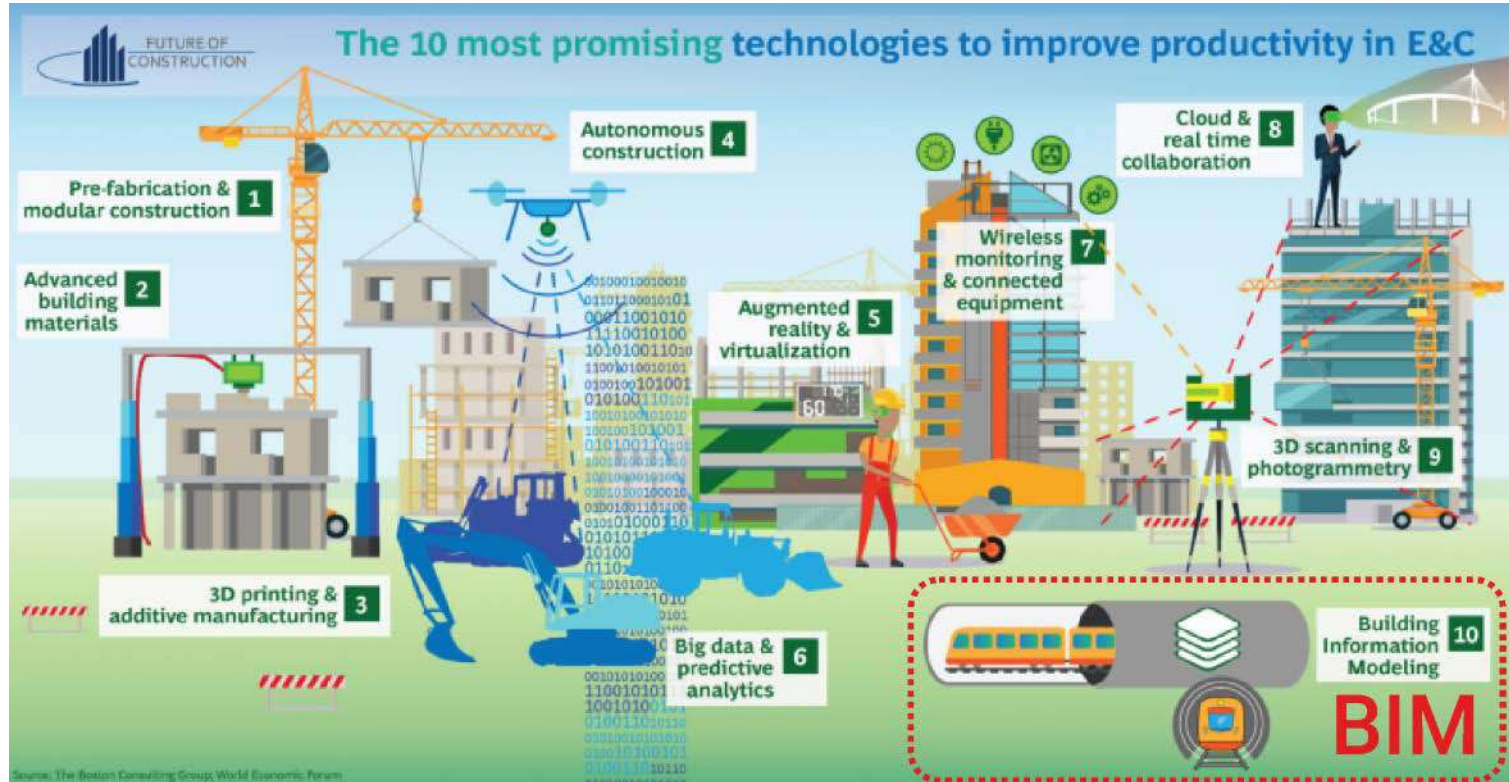 FUTURE OF
CONSTRUCTION
The 10 most promising technologies to improve productivity in E&C
Pre-fabrication &
modular construction
1
Advanced
building
materials
2
3D printing &
additive manufacturing
3
Autonomous
construction
4
Augmented
reality &
virtualization
5
60
Big data &
predictive
analytics
6
Wireless
monitoring
& connected
equipment
7
Cloud &
real time
collaboration
8
3D scanning &
photogrammetry
9
Building
Information
Modeling
10
BIM
Source: The Boston Consulting Group; World Economic Forum